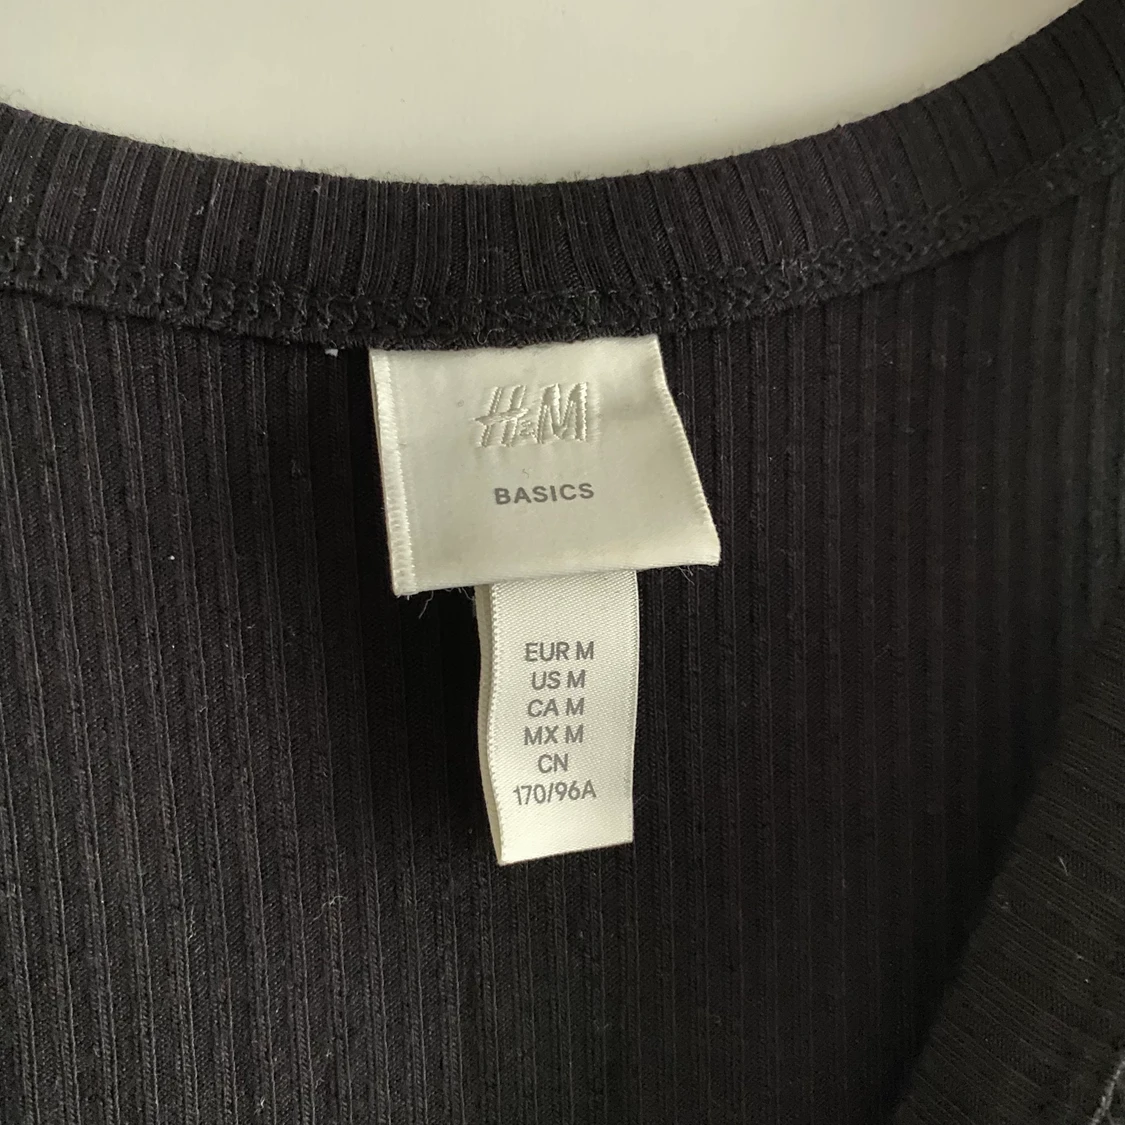 H&M
BASICS
EUR M
US M
CA M
MX M
CN
170/96A